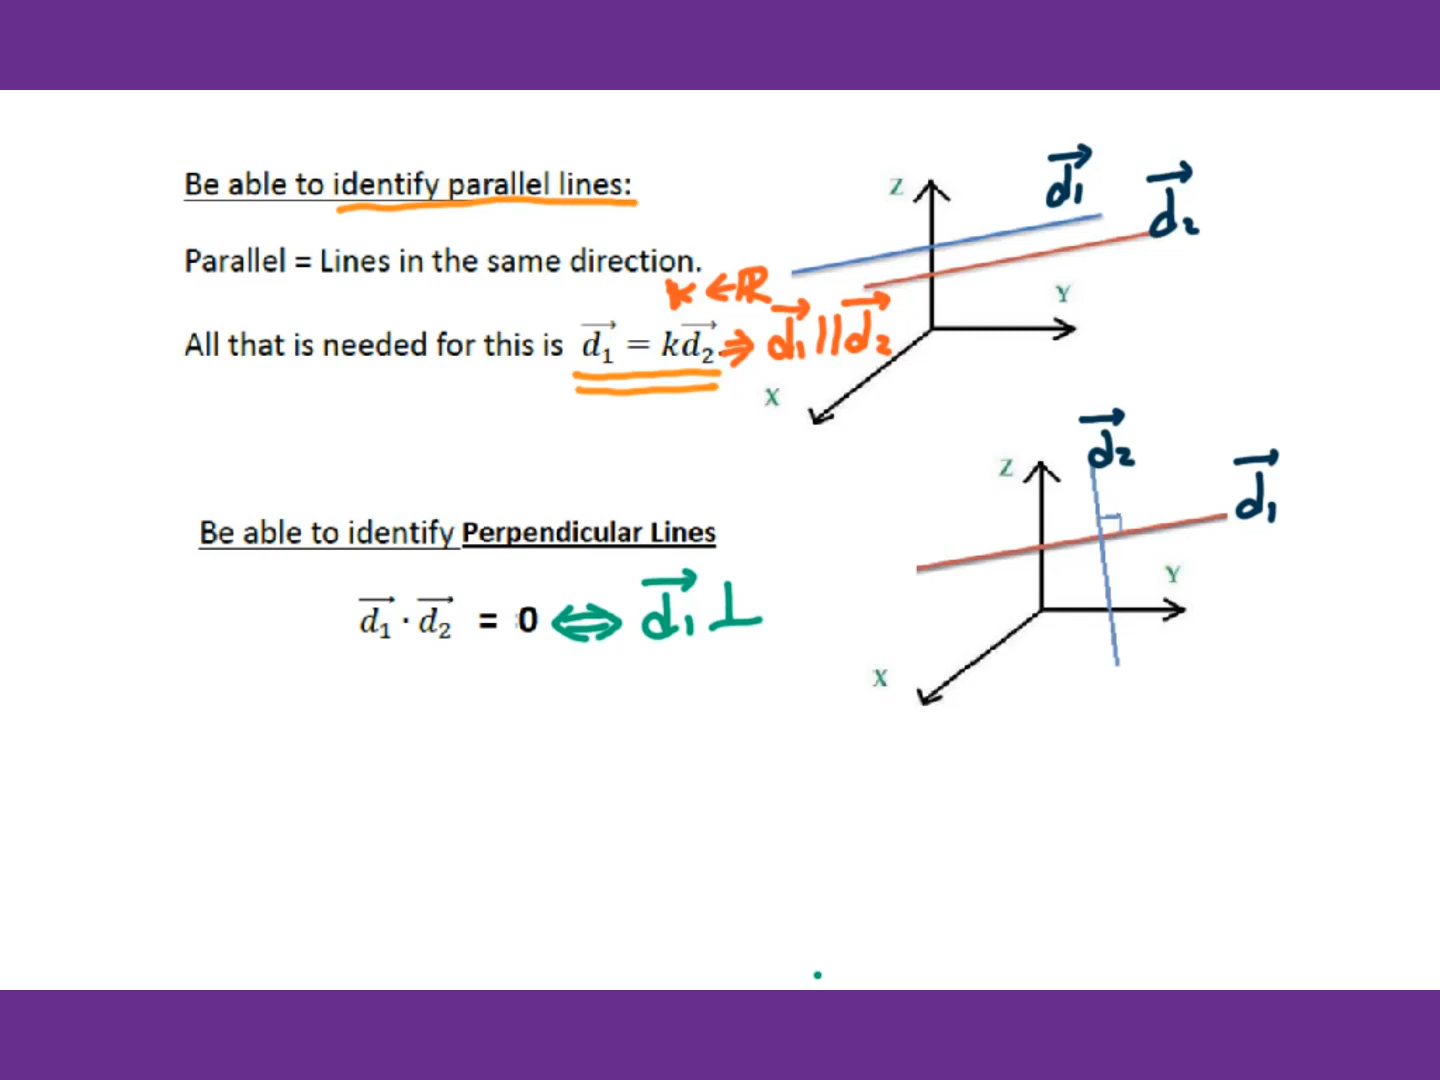 Be able to identify parallel lines:
Parallel = Lines in the same direction.
k ← ℝ
All that is needed for this is d₁⃗ = kd₂⃗. ⇒ d₁⃗ || d₂⃗
Z
Y
X
d₁⃗
d₂⃗
Be able to identify Perpendicular Lines
d₁⃗ · d₂⃗ = 0 ⇔ d₁⃗ ⊥
Z
Y
X
d₂⃗
d₁⃗